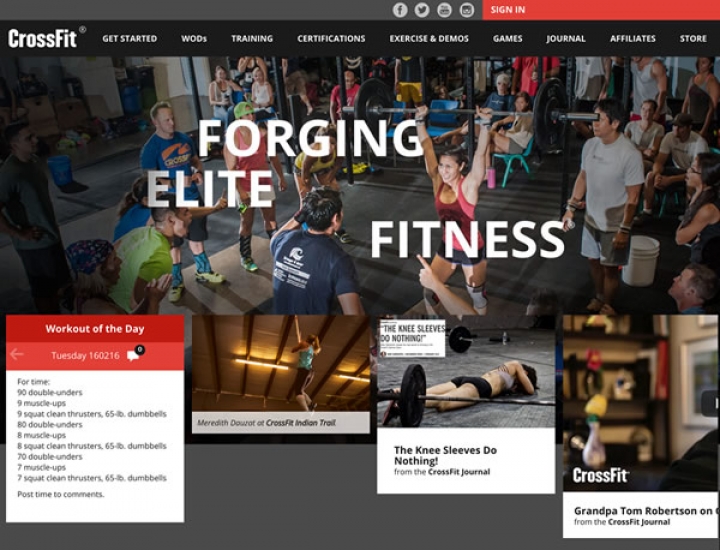 SIGN IN
CrossFit®
GET STARTED
WODs
TRAINING
CERTIFICATIONS
EXERCISE & DEMOS
GAMES
JOURNAL
AFFILIATES
STORE
FORGING
ELITE
FITNESS
Workout of the Day
Tuesday 160216
0
For time:
90 double-unders
9 muscle-ups
9 squat clean thrusters, 65-lb. dumbbells
80 double-unders
8 muscle-ups
8 squat clean thrusters, 65-lb. dumbbells
70 double-unders
7 muscle-ups
7 squat clean thrusters, 65-lb. dumbbells
Post time to comments.
Meredith Dauzat at CrossFit Indian Trail.
"THE KNEE SLEEVES
DO NOTHING!"
The Knee Sleeves Do
Nothing!
from the CrossFit Journal
CrossFit
Grandpa Tom Robertson on
from the CrossFit Journal